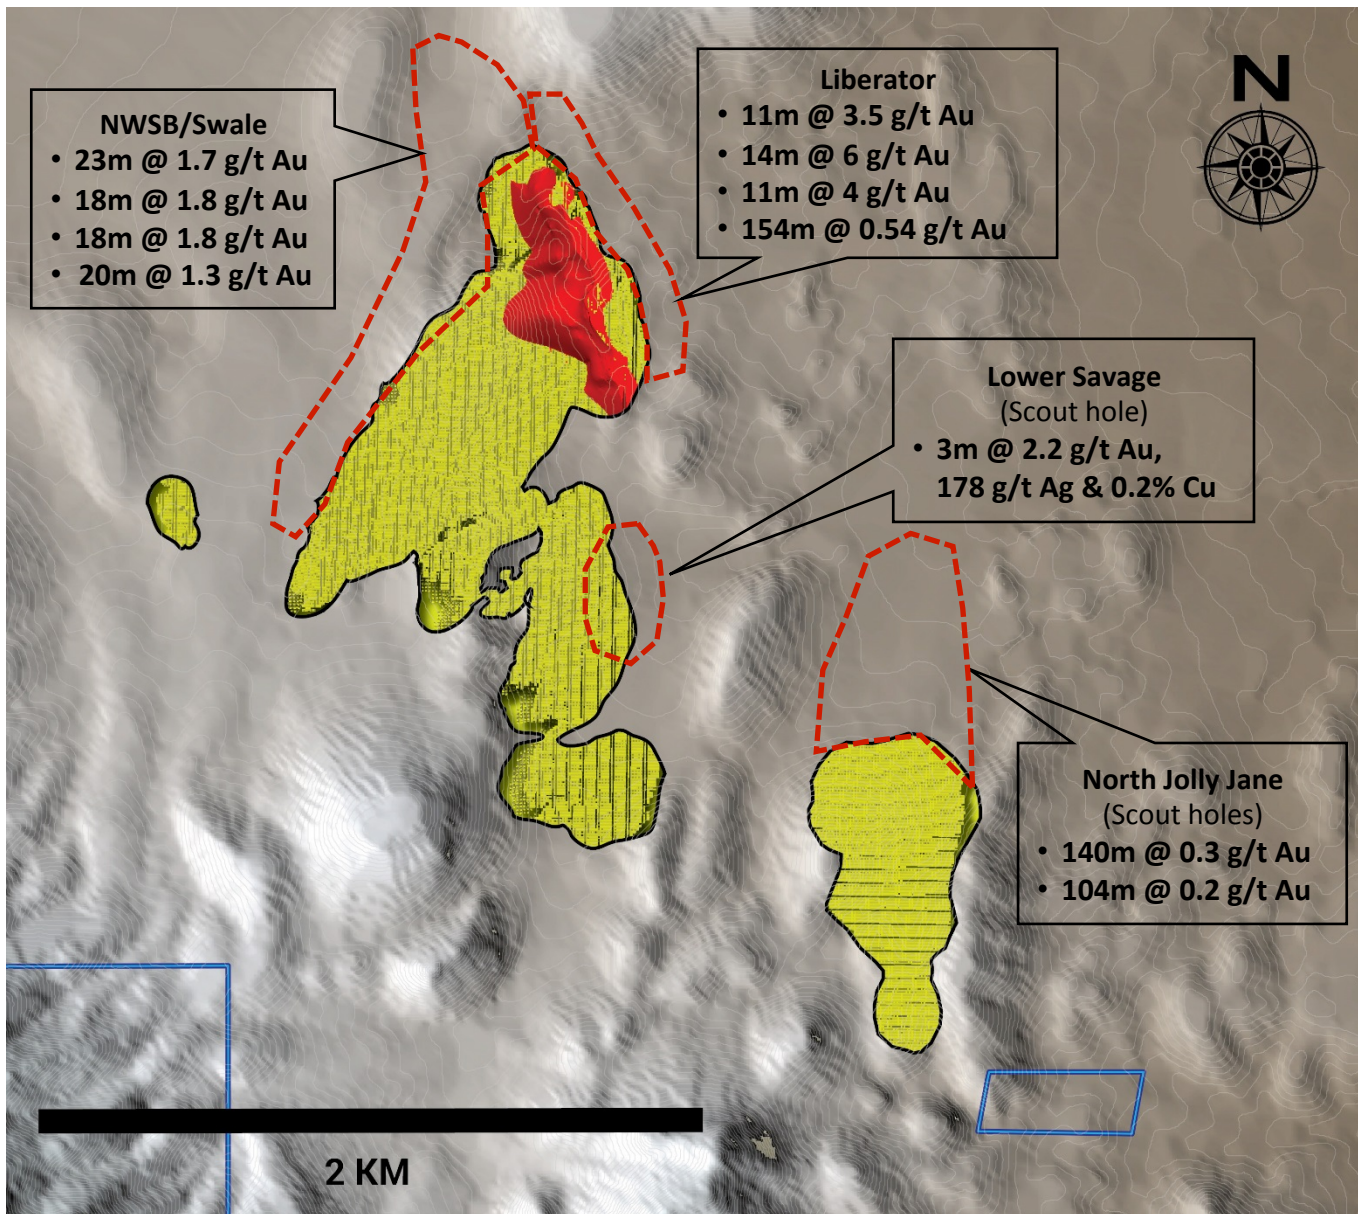 N
NWSB/Swale
• 23m @ 1.7 g/t Au
• 18m @ 1.8 g/t Au
• 18m @ 1.8 g/t Au
• 20m @ 1.3 g/t Au
Liberator
• 11m @ 3.5 g/t Au
• 14m @ 6 g/t Au
• 11m @ 4 g/t Au
• 154m @ 0.54 g/t Au
Lower Savage
(Scout hole)
• 3m @ 2.2 g/t Au,
178 g/t Ag & 0.2% Cu
North Jolly Jane
(Scout holes)
• 140m @ 0.3 g/t Au
• 104m @ 0.2 g/t Au
2 KM